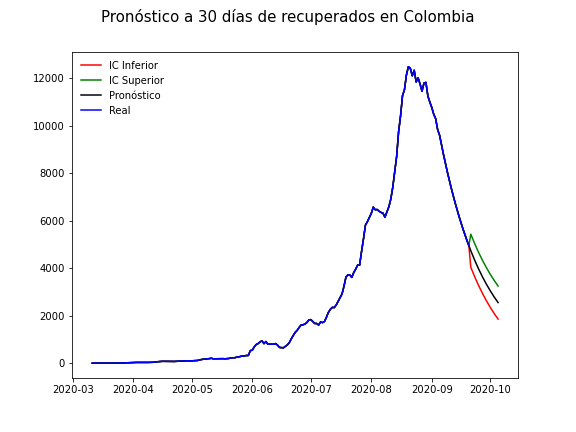 Pronóstico a 30 días de recuperados en Colombia
IC Inferior
IC Superior
Pronóstico
Real
12000
10000
8000
6000
4000
2000
0
2020-03 2020-04 2020-05 2020-06 2020-07 2020-08 2020-09 2020-10